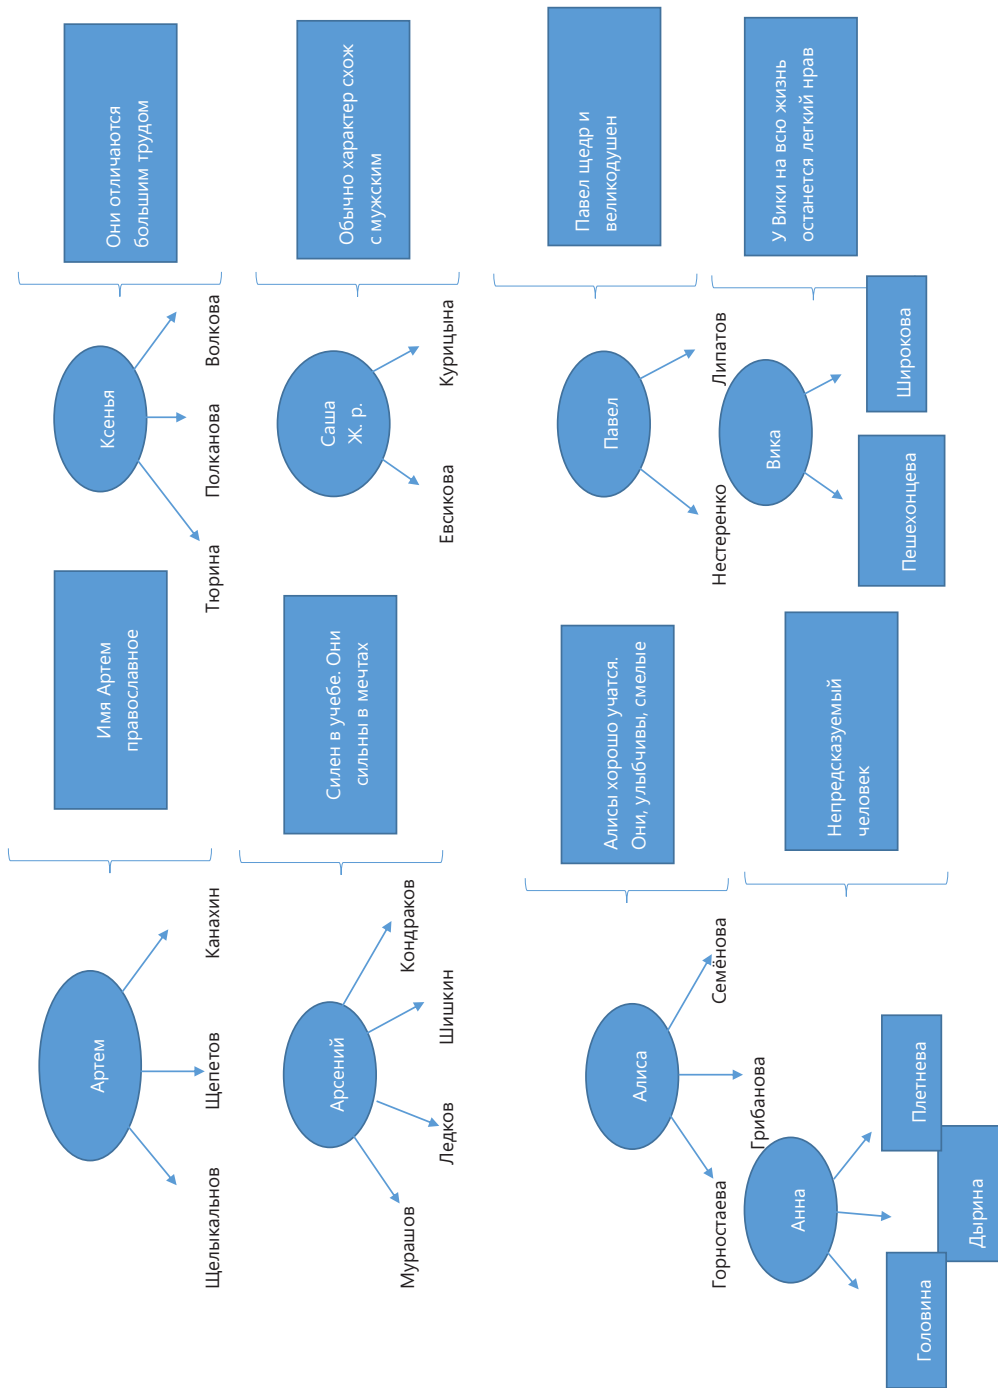 Имя Артем
православное
Они отличаются
большим трудом
Артем
Ксенья
Щелыкальнов
Щепетов
Канахин
Тюрина
Полканова
Волкова
Силен в учебе. Они
сильны в мечтах
Обычно характер схож
с мужским
Арсений
Саша
Ж. р.
Мурашов
Ледков
Шишкин
Кондраков
Евсикова
Курицына
Алисы хорошо учатся.
Они, улыбчивы, смелые
Павел щедр и
великодушен
Алиса
Павел
Горностаева
Грибанова
Семёнова
Нестеренко
Липатов
Непредсказуемый
человек
У Вики на всю жизнь
останется легкий нрав
Анна
Вика
Головина
Дырина
Плетнева
Пешехонцева
Широкова